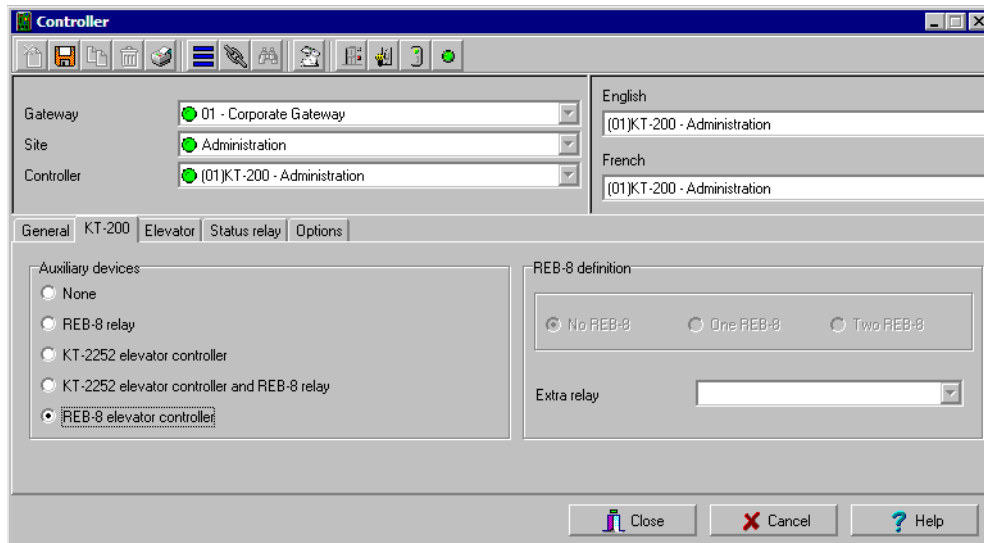 Controller
Gateway
01 - Corporate Gateway
Site
Administration
Controller
(01)KT-200 - Administration
English
(01)KT-200 - Administration
French
(01)KT-200 - Administration
General KT-200 Elevator Status relay Options
Auxiliary devices
None
REB-8 relay
KT-2252 elevator controller
KT-2252 elevator controller and REB-8 relay
REB-8 elevator controller
REB-8 definition
No REB-8 One REB-8 Two REB-8
Extra relay
Close Cancel Help